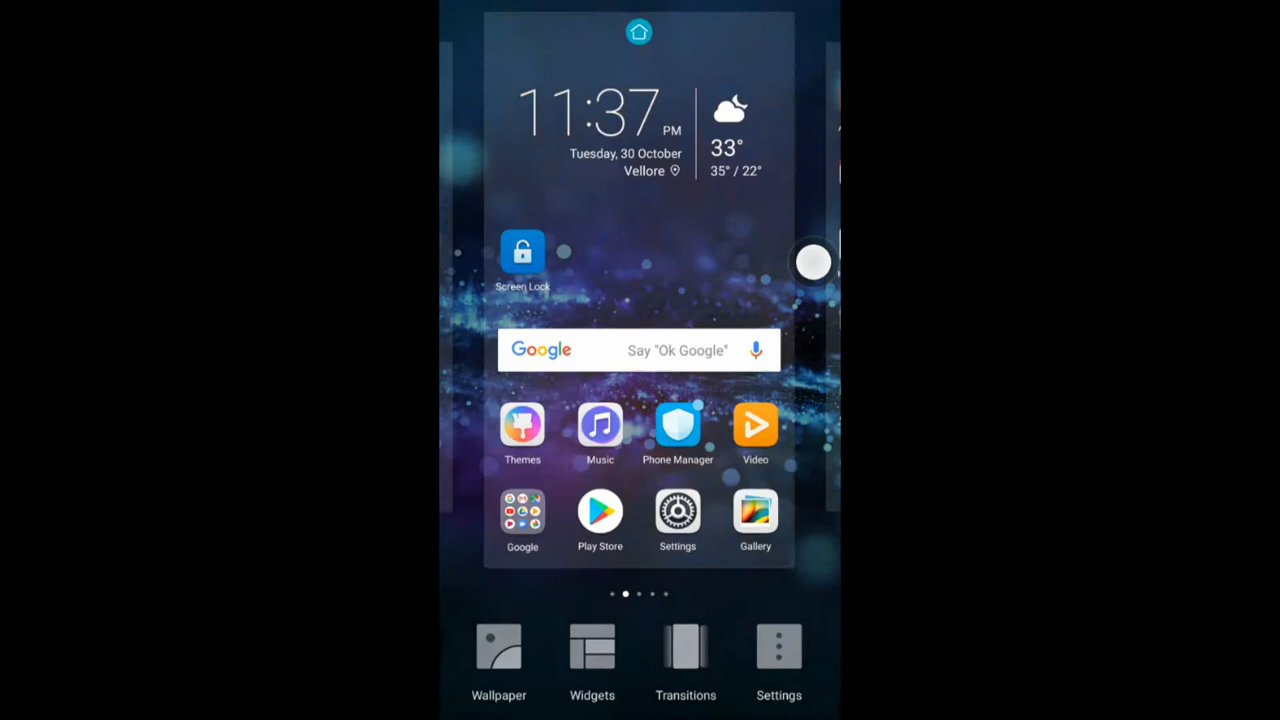 11:37 PM
33°
Tuesday, 30 October
Vellore
35° / 22°
Screen Lock
Google Say "Ok Google"
Themes Music Phone Manager Video
Google Play Store Settings Gallery
Wallpaper Widgets Transitions Settings